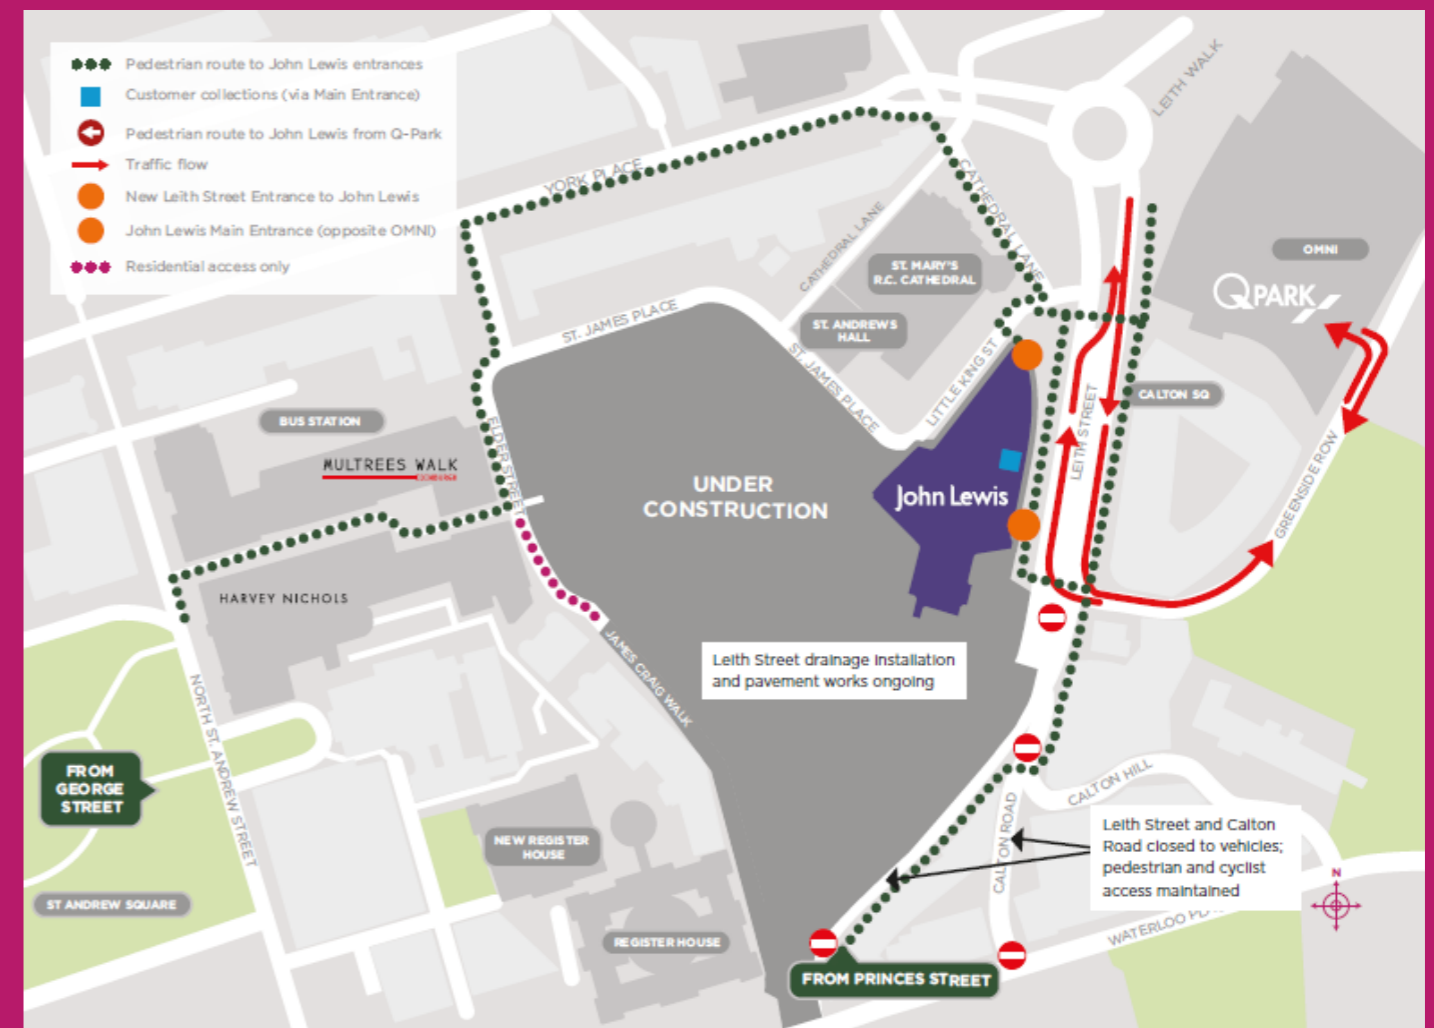 Pedestrian route to John Lewis entrances
Customer collections (via Main Entrance)
Pedestrian route to John Lewis from Q-Park
Traffic flow
New Leith Street Entrance to John Lewis
John Lewis Main Entrance (opposite OMNI)
Residential access only
LEITH WALK
YORK PLACE
CATHEDRAL LANE
CATHEDRAL LANE
ST. MARY'S
R.C. CATHEDRAL
OMNI
QPARK
ST. JAMES PLACE
ST. ANDREWS
HALL
ST. JAMES PLACE
LITTLE KING ST
CALTON SQ
LEITH STREET
BUS STATION
MULTREES WALK
EDINBURGH
ELDER STREET
UNDER
CONSTRUCTION
John Lewis
GREENSIDE ROW
HARVEY NICHOLS
JAMES CRAIG WALK
Leith Street drainage installation
and pavement works ongoing
NORTH ST. ANDREW STREET
FROM
GEORGE
STREET
CALTON HILL
CALTON ROAD
Leith Street and Calton
Road closed to vehicles;
pedestrian and cyclist
access maintained
NEW REGISTER
HOUSE
N
ST ANDREW SQUARE
REGISTER HOUSE
WATERLOO
FROM PRINCES STREET